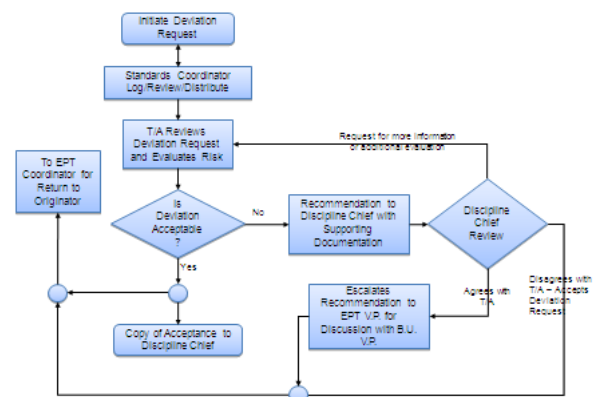 Initiate Deviation
Request
Standards Coordinator
Log/Review/Distribute
T/A Reviews
Deviation Request
and Evaluates Risk
Request for more information
or additional evaluation
To EPT
Coordinator for
Return to
Originator
Is
Deviation
Acceptable
?
No
Recommendation to
Discipline Chief with
Supporting
Documentation
Discipline
Chief
Review
Yes
Escalates
Recommendation to
EPT V.P. for
Discussion with B.U.
V.P.
Agrees with
T/A
Disagrees with
T/A – Accepts
Deviation
Request
Copy of Acceptance to
Discipline Chief